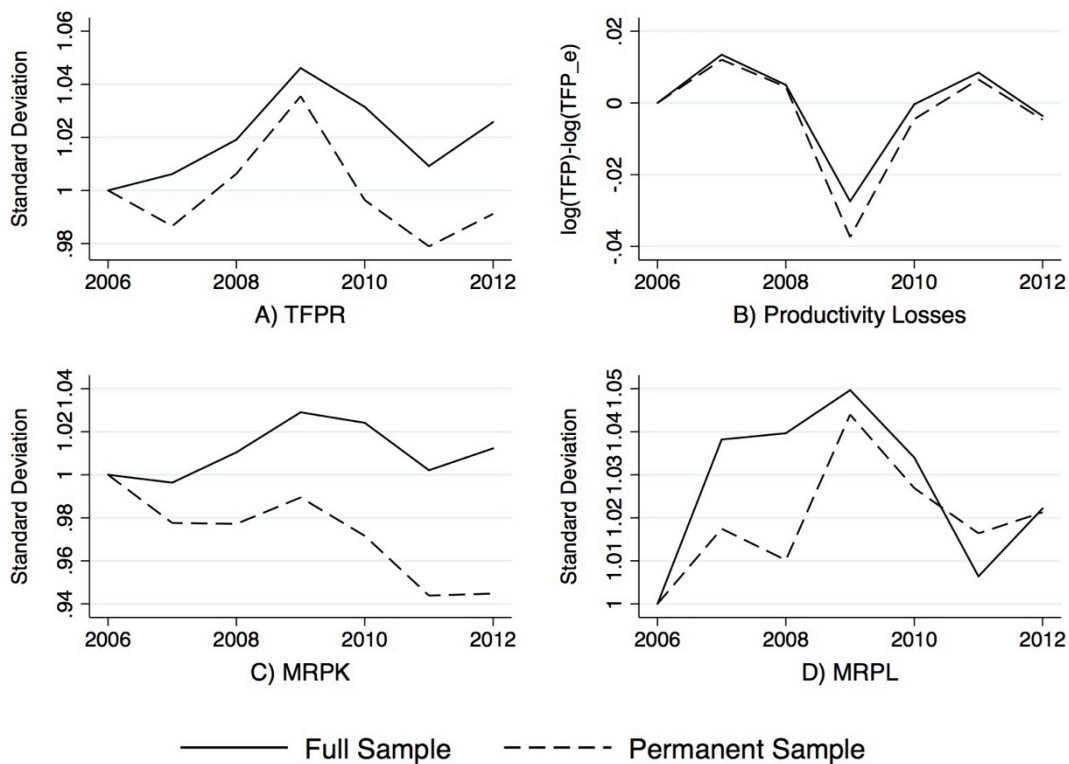 Standard Deviation
1.06
1.04
1.02
1
.98
2006 2008 2010 2012
A) TFPR
log(TFP)-log(TFP_e)
.02
0
-.02
-.04
2006 2008 2010 2012
B) Productivity Losses
Standard Deviation
1.04
1.02
1
.98
.96
.94
2006 2008 2010 2012
C) MRPK
Standard Deviation
1.05
1.04
1.03
1.02
1.01
1
2006 2008 2010 2012
D) MRPL
Full Sample Permanent Sample